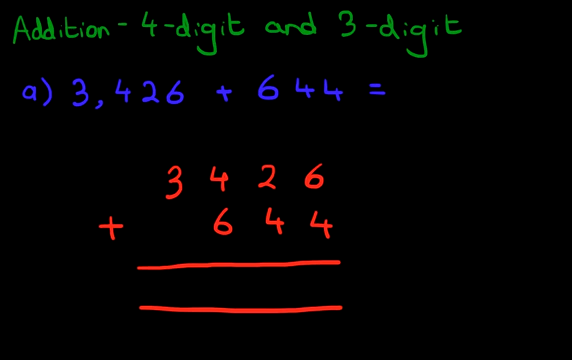 Addition - 4-digit and 3-digit
a) 3,426 + 644 =
3 4 2 6
+ 6 4 4